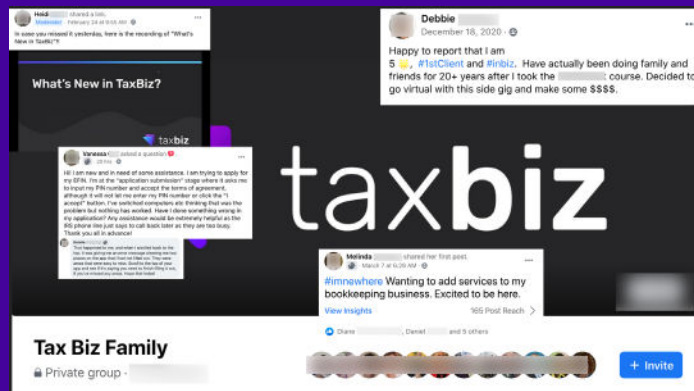 Heidi shared a link.
Moderator · February 24 at 9:55 AM
In case you missed it yesterday, here is the recording of "What's
New in TaxBiz"!
What's New in TaxBiz?
taxbiz
Debbie
December 18, 2020 ·
Happy to report that I am
5 🌟, #1stClient and #inbiz. Have actually been doing family and
friends for 20+ years after I took the course. Decided to
go virtual with this side gig and make some $$$$.
Vanessa asked a question
Hi! I am new and in need of some assistance. I am trying to apply for
my EFIN. I'm at the "application submission" stage where it asks me
to input my PIN number and accept the terms of agreement,
although it will not let me enter my PIN number or click the "I
accept" button. I've switched computers etc thinking that was the
problem but nothing has worked. Have I done something wrong in
my application? Any assistance would be extremely helpful as the
IRS phone line just says to call back later as they are too busy.
Thank you all in advance!
taxbiz
Melinda shared her first post.
March 7 at 6:29 AM ·
#imnewhere Wanting to add services to my
bookkeeping business. Excited to be here.
View Insights 165 Post Reach >
Diane , Daniel and 5 others
Tax Biz Family
Private group ·
+ Invite